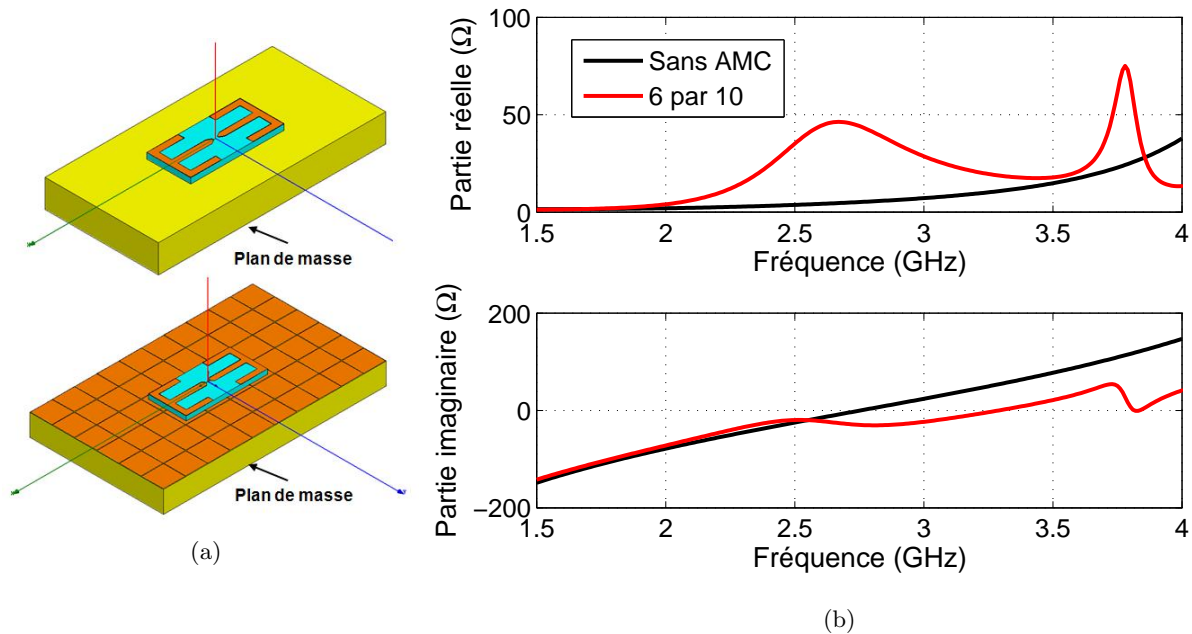 Plan de masse
Plan de masse
(a)
Partie réelle (Ω)
100
50
0
Sans AMC
6 par 10
1.5 2 2.5 3 3.5 4
Fréquence (GHz)
Partie imaginaire (Ω)
200
0
−200
1.5 2 2.5 3 3.5 4
Fréquence (GHz)
(b)